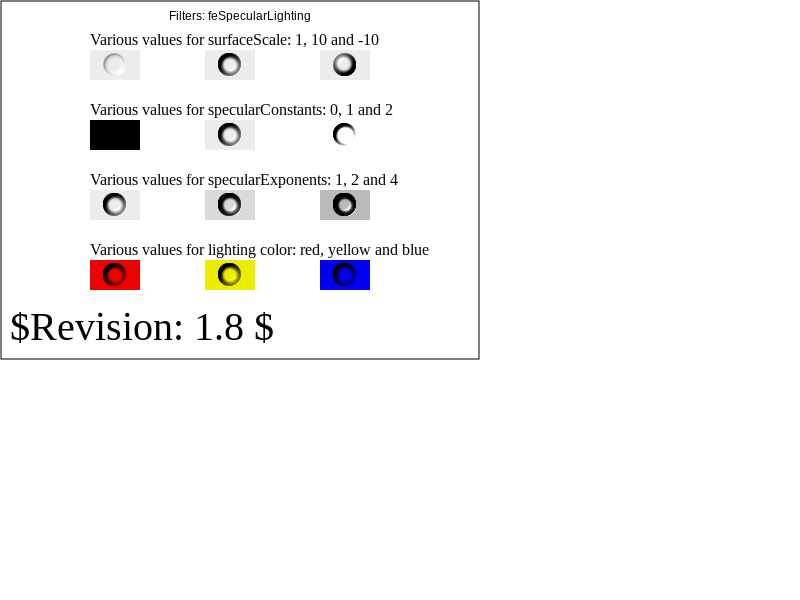 Filters: feSpecularLighting
Various values for surfaceScale: 1, 10 and -10
Various values for specularConstants: 0, 1 and 2
Various values for specularExponents: 1, 2 and 4
Various values for lighting color: red, yellow and blue
$Revision: 1.8 $